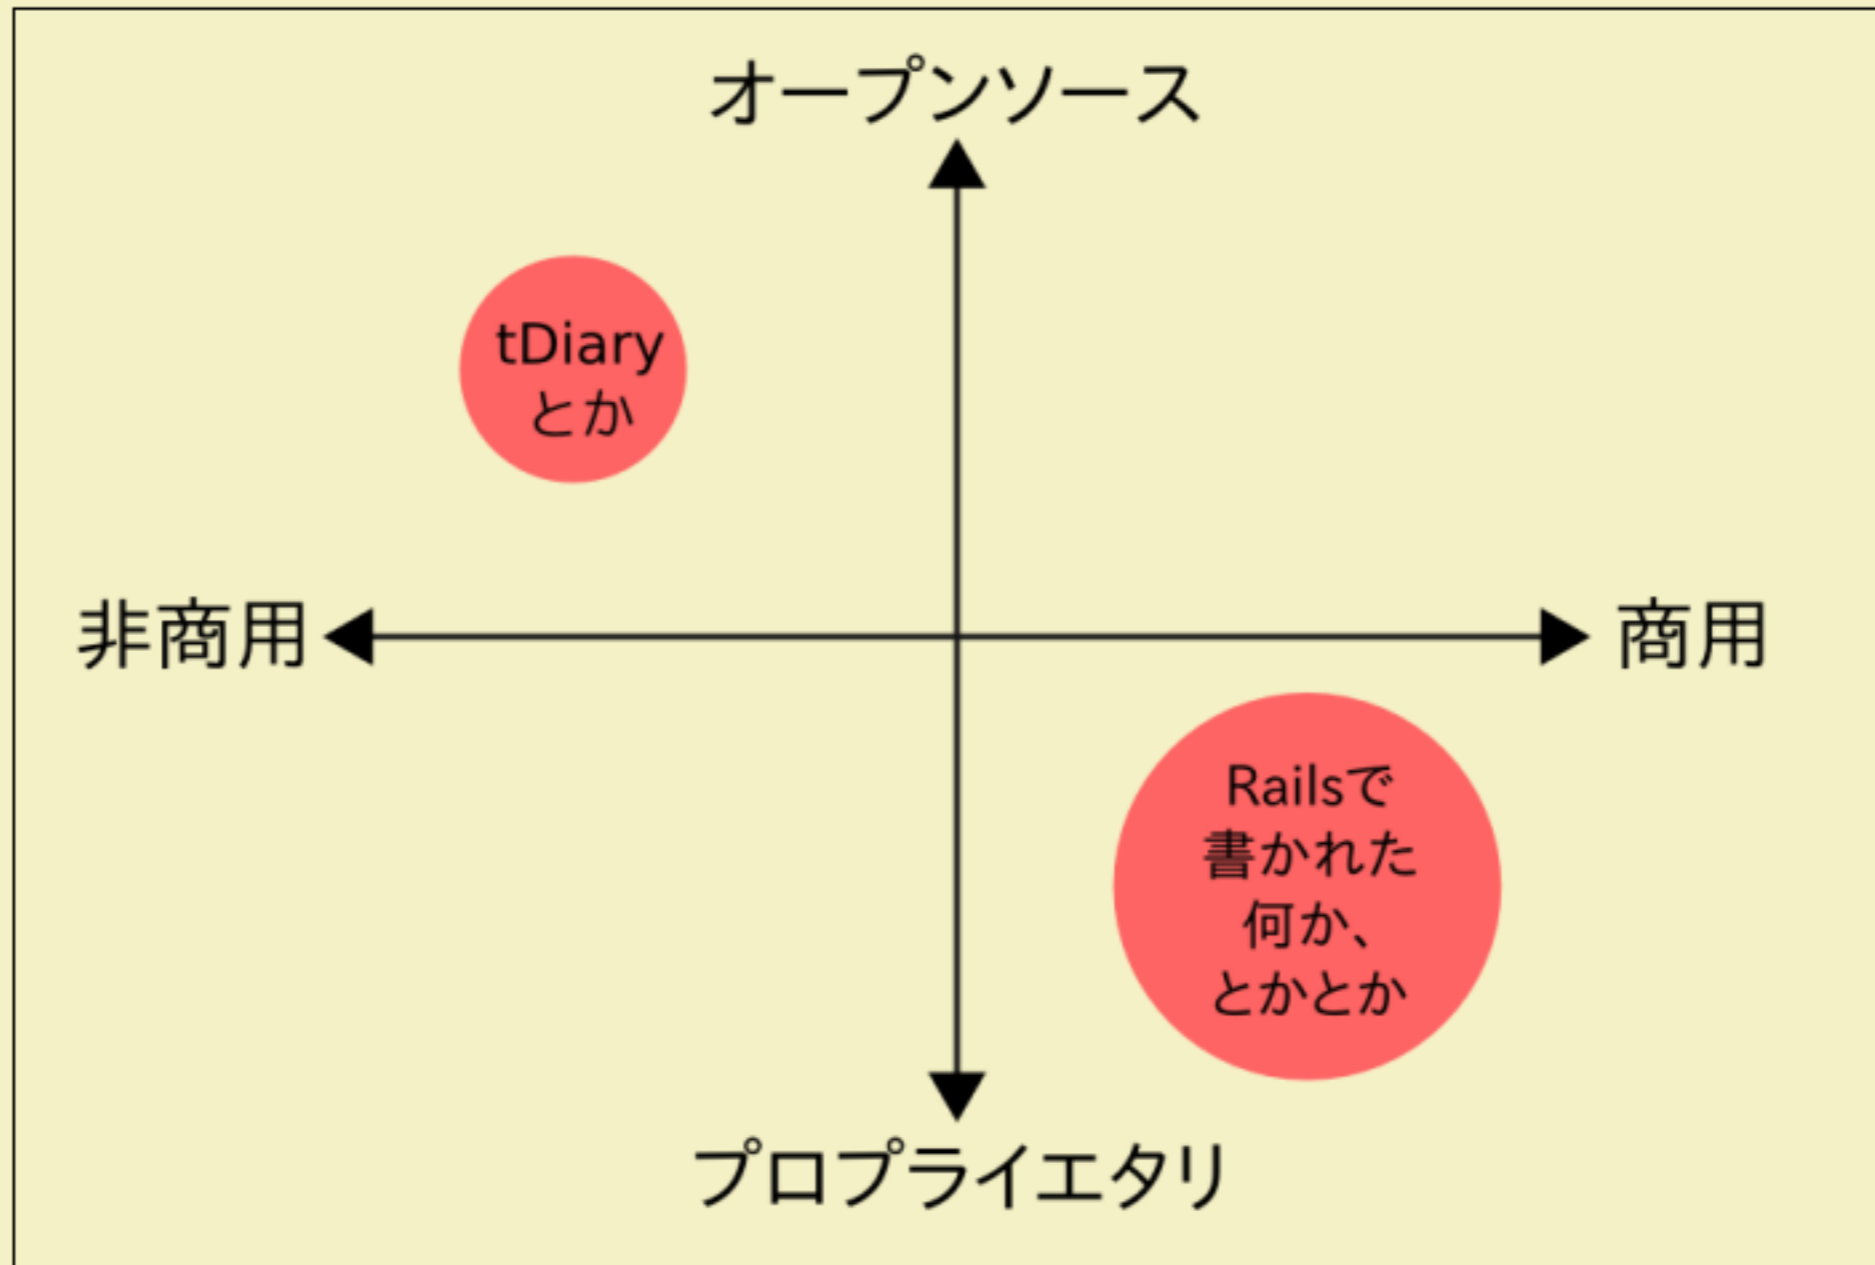 オープンソース
tDiary
とか
非商用
商用
Railsで
書かれた
何か、
とかとか
プロプライエタリ